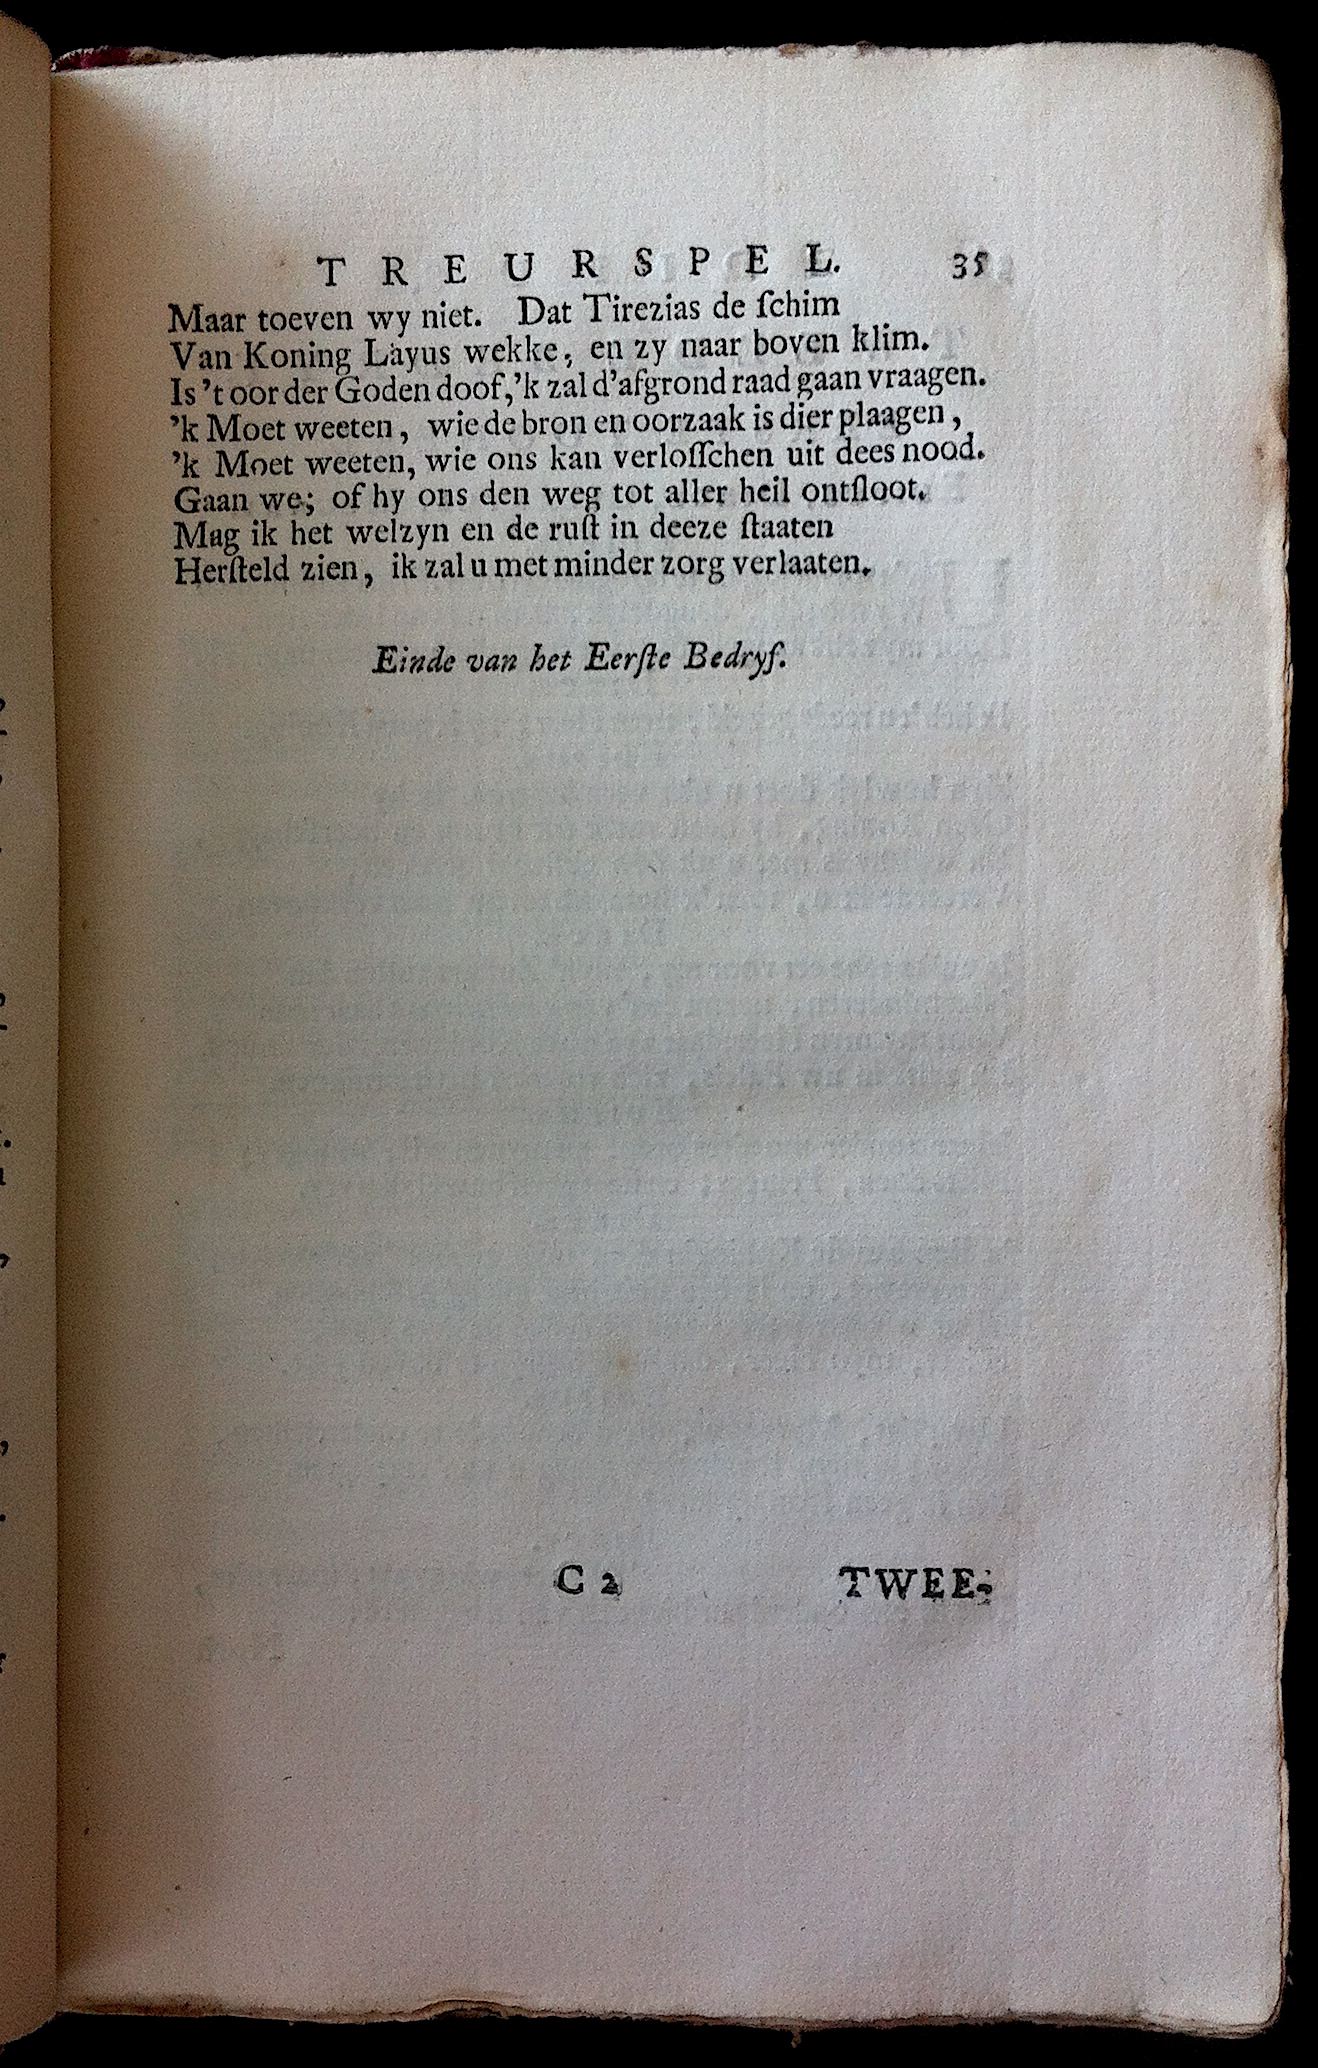 TREURSPEL. 35
Maar toeven wy niet. Dat Tirezias de ſchim
Van Koning Láyus wekke, en zy naar boven klim.
Is 't oor der Goden doof, 'k zal d'afgrond raad gaan vraagen.
'k Moet weeten, wie de bron en oorzaak is dier plaagen,
'k Moet weeten, wie ons kan verloſſchen uit dees nood.
Gaan we; of hy ons den weg tot aller heil ontſloot.
Mag ik het welzyn en de ruſt in deeze ſtaaten
Herſteld zien, ik zal u met minder zorg verlaaten.
Einde van het Eerſte Bedryf.
C 2 TWEE-